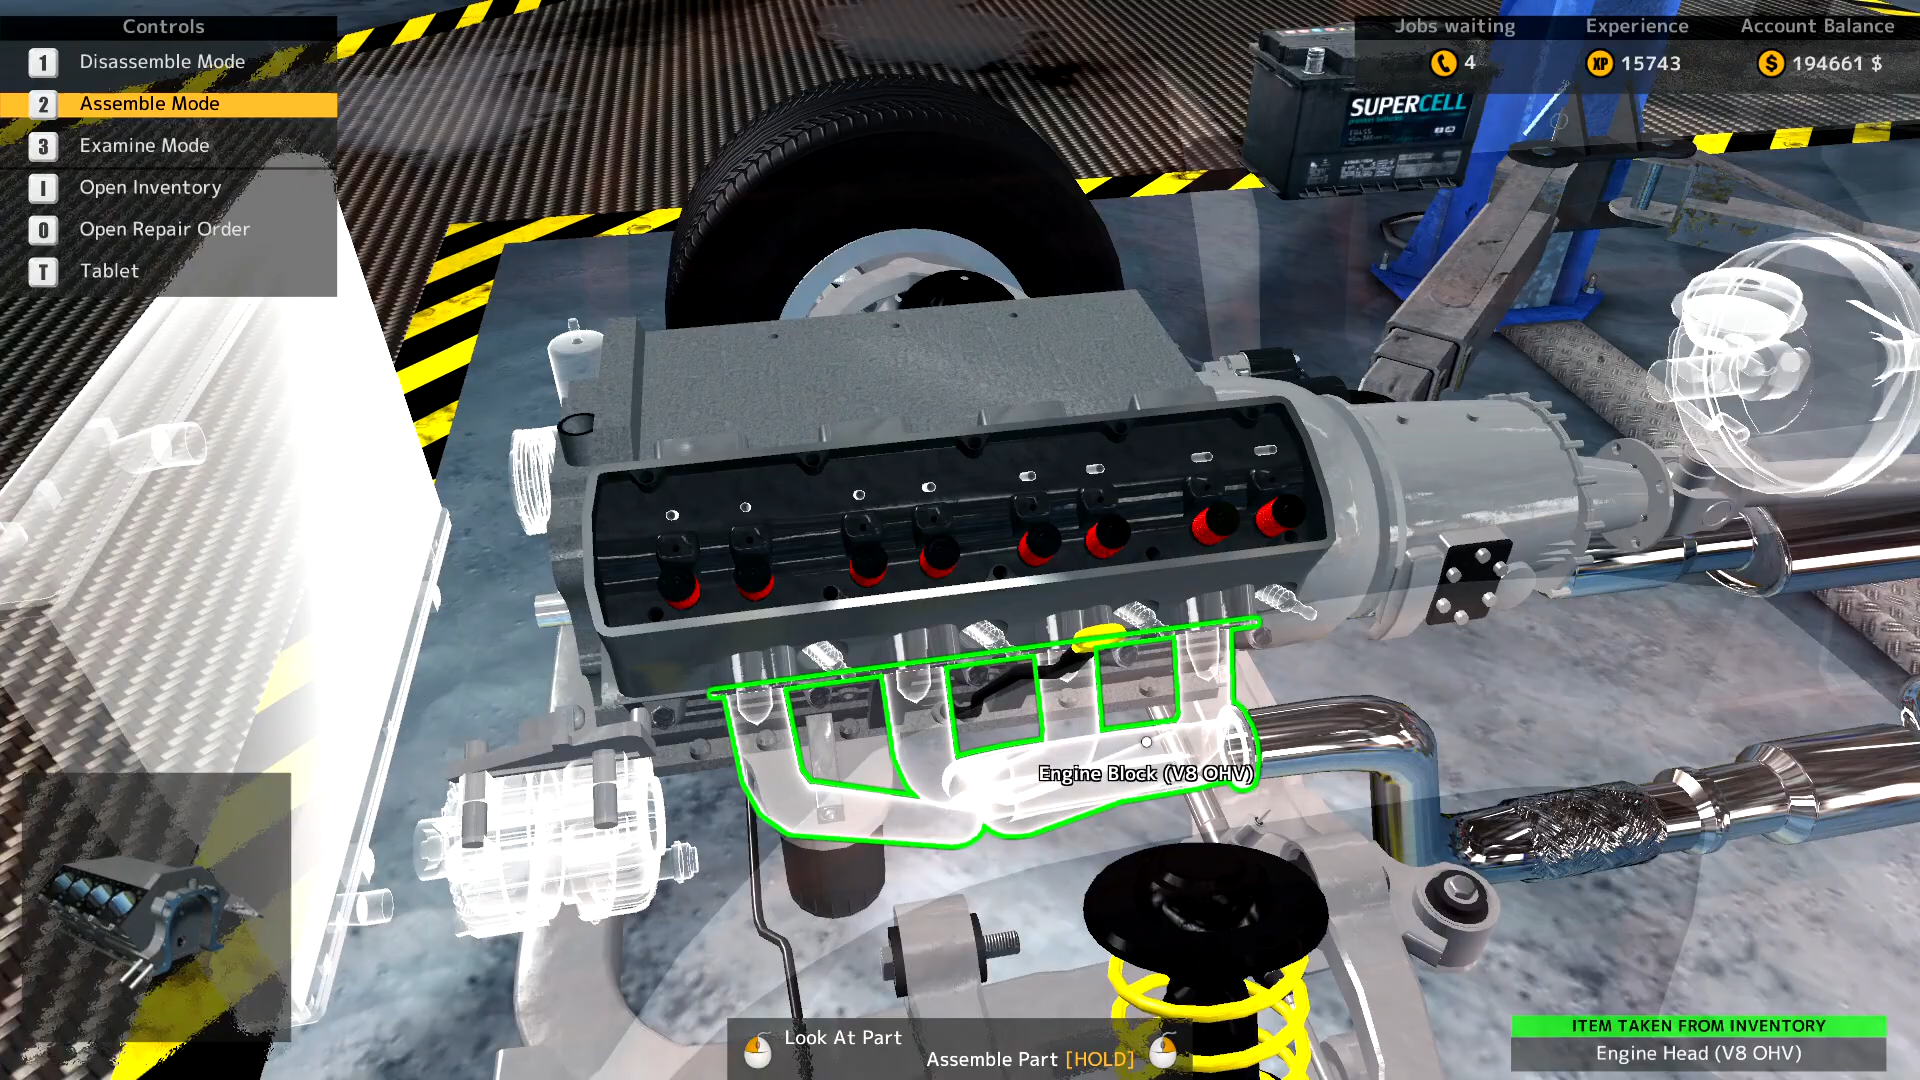 Controls
1 Disassemble Mode
2 Assemble Mode
3 Examine Mode
I Open Inventory
O Open Repair Order
T Tablet
Jobs waiting
4
Experience
XP 15743
Account Balance
$ 194661 $
SUPERCELL
Engine Block (V8 OHV)
Look At Part
Assemble Part [HOLD]
ITEM TAKEN FROM INVENTORY
Engine Head (V8 OHV)